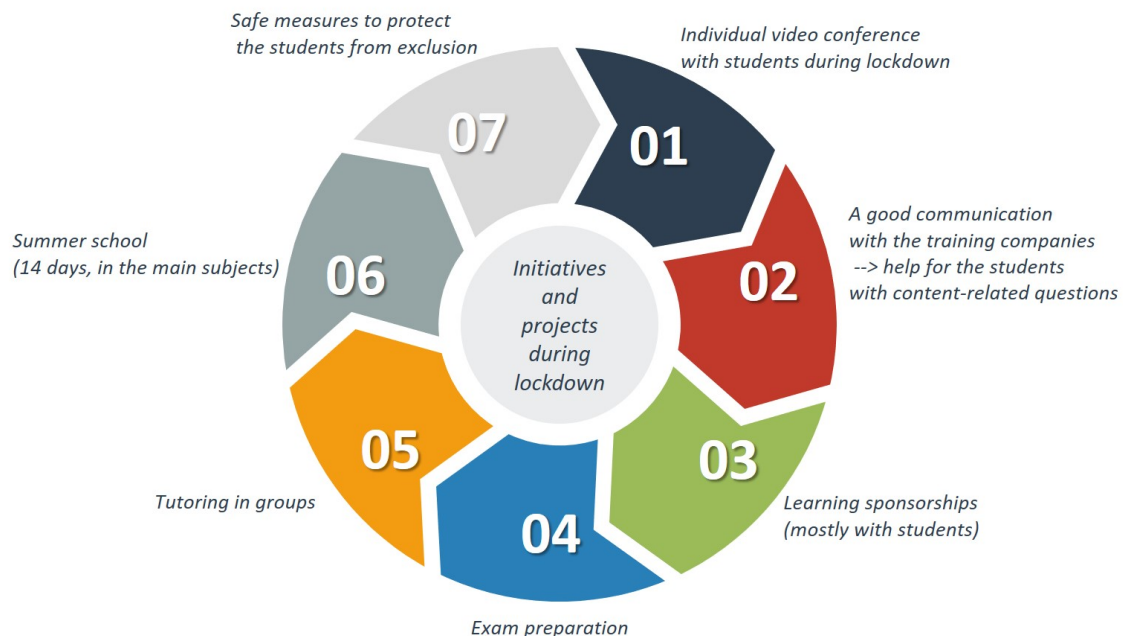 Initiatives
and
projects
during
lockdown
01
Individual video conference
with students during lockdown
02
A good communication
with the training companies
--> help for the students
with content-related questions
03
Learning sponsorships
(mostly with students)
04
Exam preparation
05
Tutoring in groups
06
Summer school
(14 days, in the main subjects)
07
Safe measures to protect
the students from exclusion